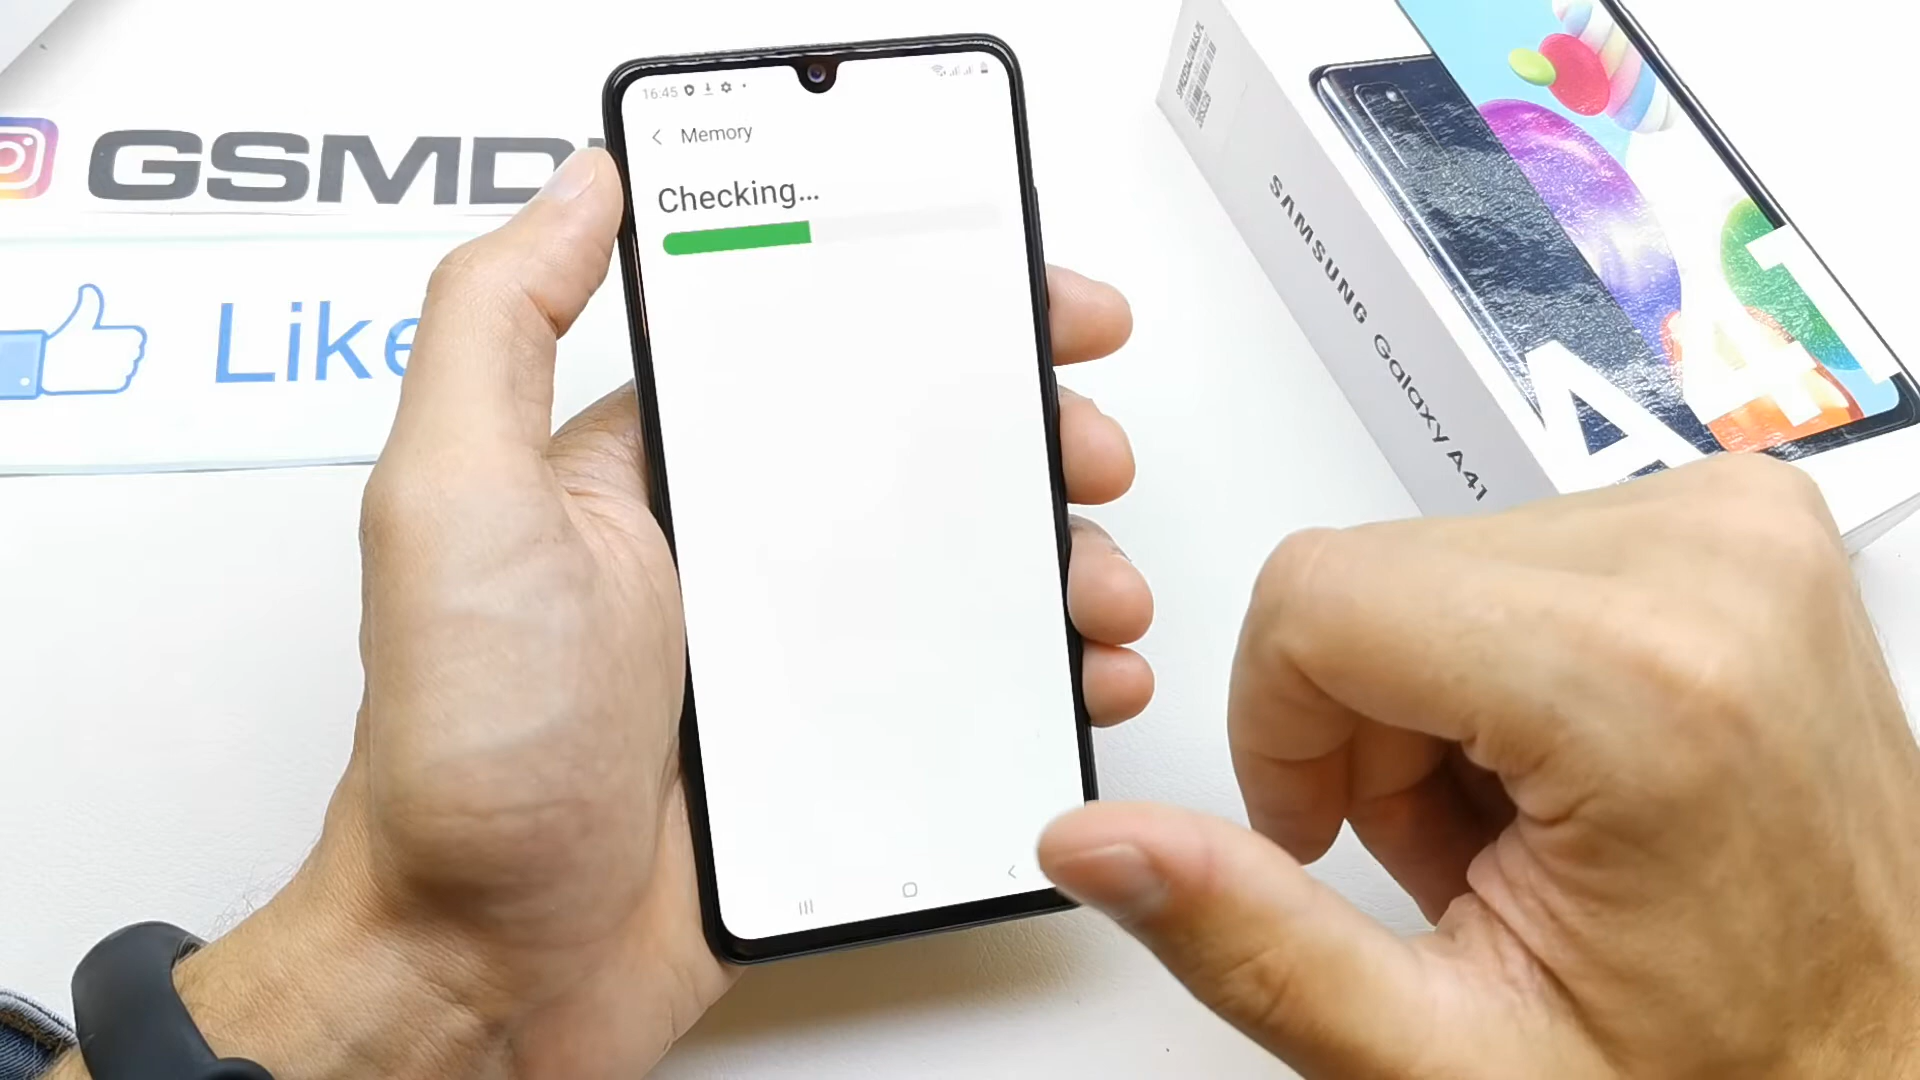 16:45
Memory
Checking...
GSMD
Like
SAMSUNG Galaxy A41
A41